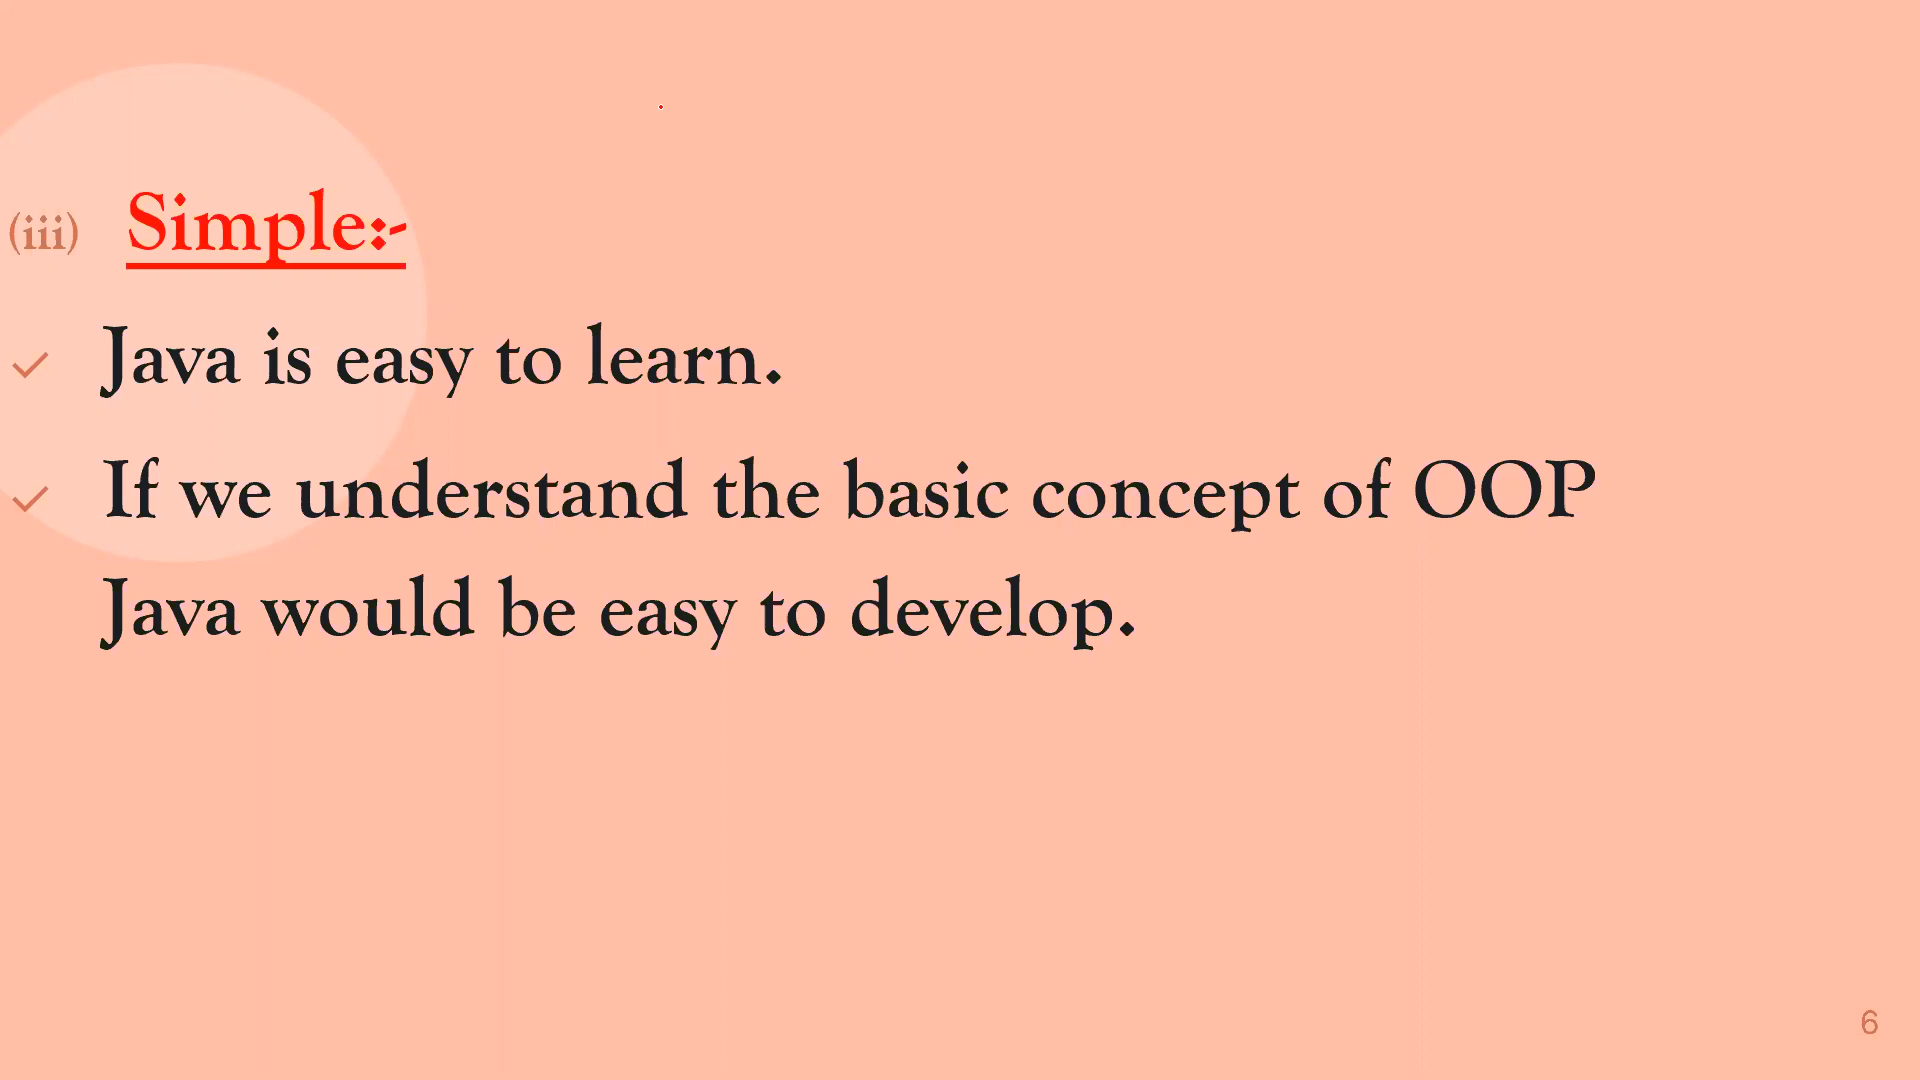 (iii) Simple:-
✓ Java is easy to learn.
✓ If we understand the basic concept of OOP
Java would be easy to develop.
6